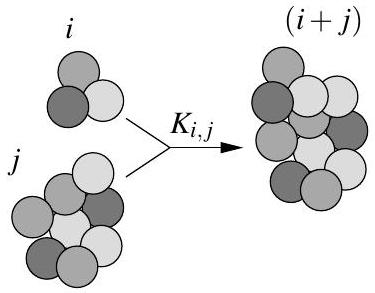 i
(i + j)
K_{i,j}
j